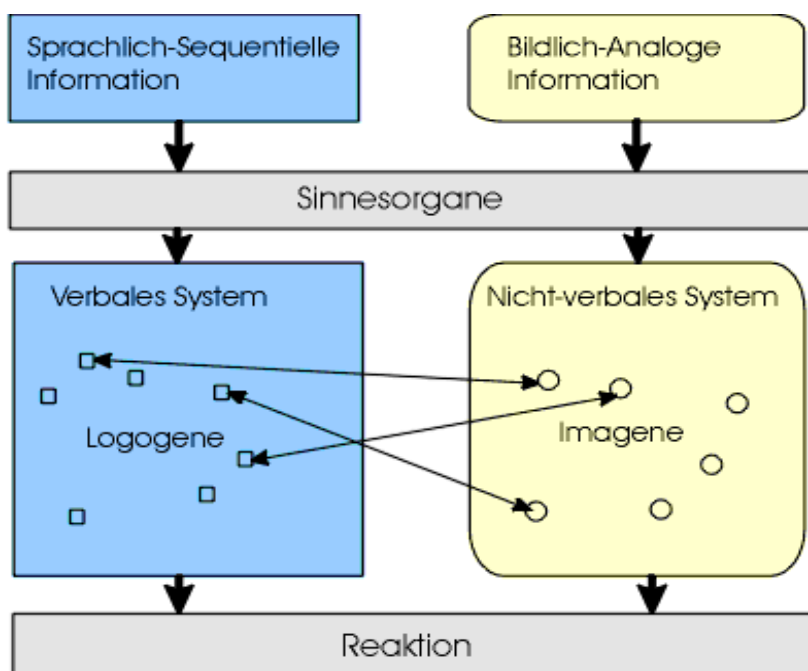 Sprachlich-Sequentielle
Information
Bildlich-Analoge
Information
Sinnesorgane
Verbales System
Nicht-verbales System
Logogene
Imagene
Reaktion